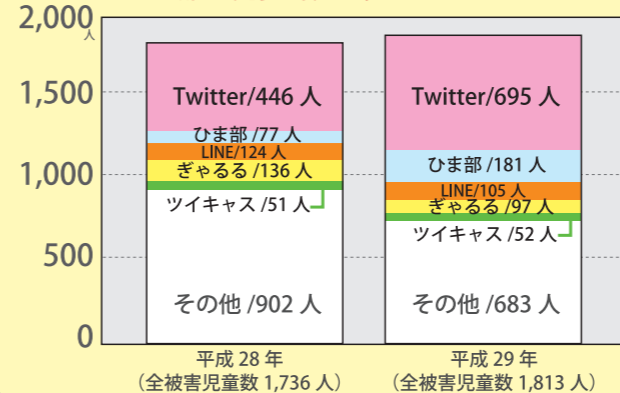 2,000
人
1,500
1,000
500
0
Twitter/446 人
ひま部 /77 人
LINE/124 人
ぎゃるる /136 人
ツイキャス /51 人
その他 /902 人
Twitter/695 人
ひま部 /181 人
LINE/105 人
ぎゃるる /97 人
ツイキャス /52 人
その他 /683 人
平成 28 年
（全被害児童数 1,736 人）
平成 29 年
（全被害児童数 1,813 人）